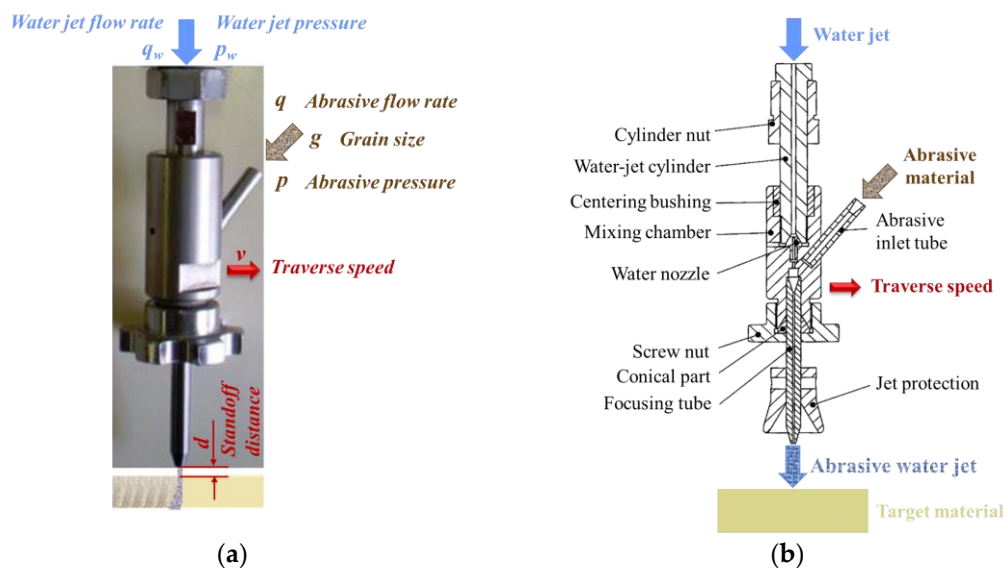 Water jet flow rate
Water jet pressure
q_w
p_w
q Abrasive flow rate
g Grain size
p Abrasive pressure
v
Traverse speed
d
Standoff
distance
(a)
Water jet
Cylinder nut
Water-jet cylinder
Abrasive
material
Centering bushing
Mixing chamber
Abrasive
inlet tube
Water nozzle
Traverse speed
Screw nut
Conical part
Focusing tube
Jet protection
Abrasive water jet
Target material
(b)